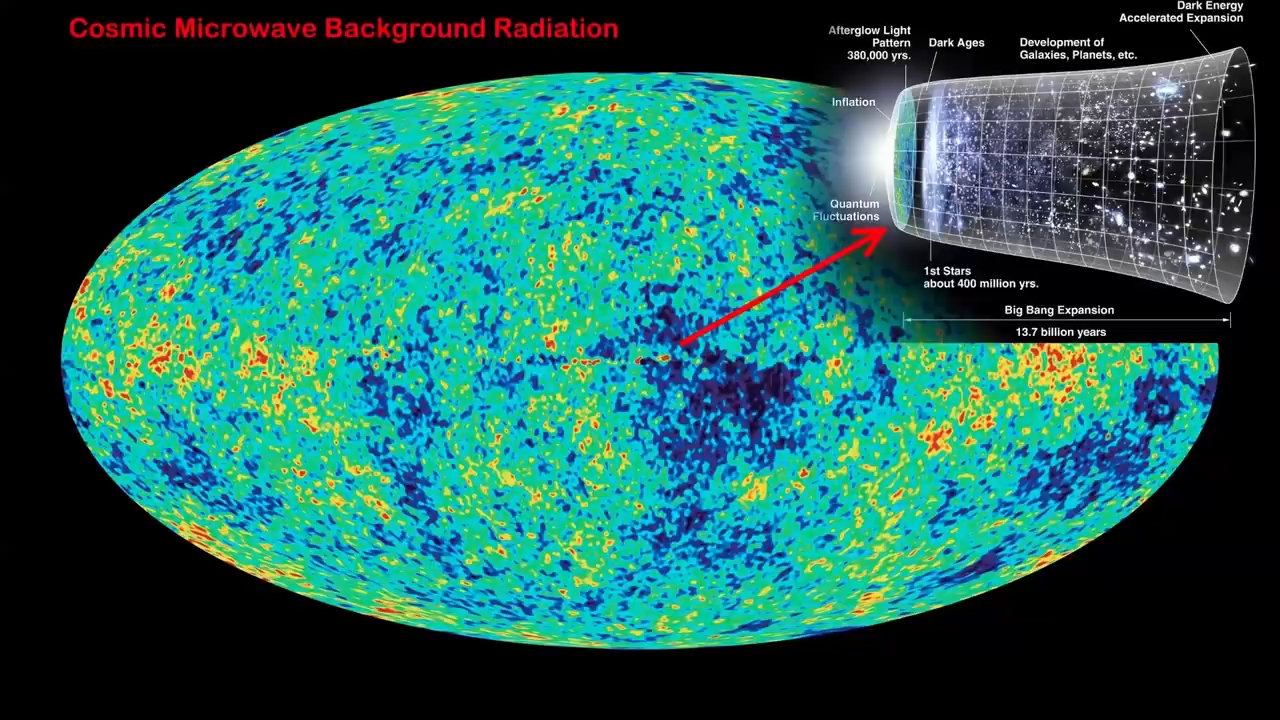 Cosmic Microwave Background Radiation
Dark Energy
Accelerated Expansion
Afterglow Light
Pattern
380,000 yrs.
Dark Ages
Development of
Galaxies, Planets, etc.
Inflation
Quantum
Fluctuations
1st Stars
about 400 million yrs.
Big Bang Expansion
13.7 billion years